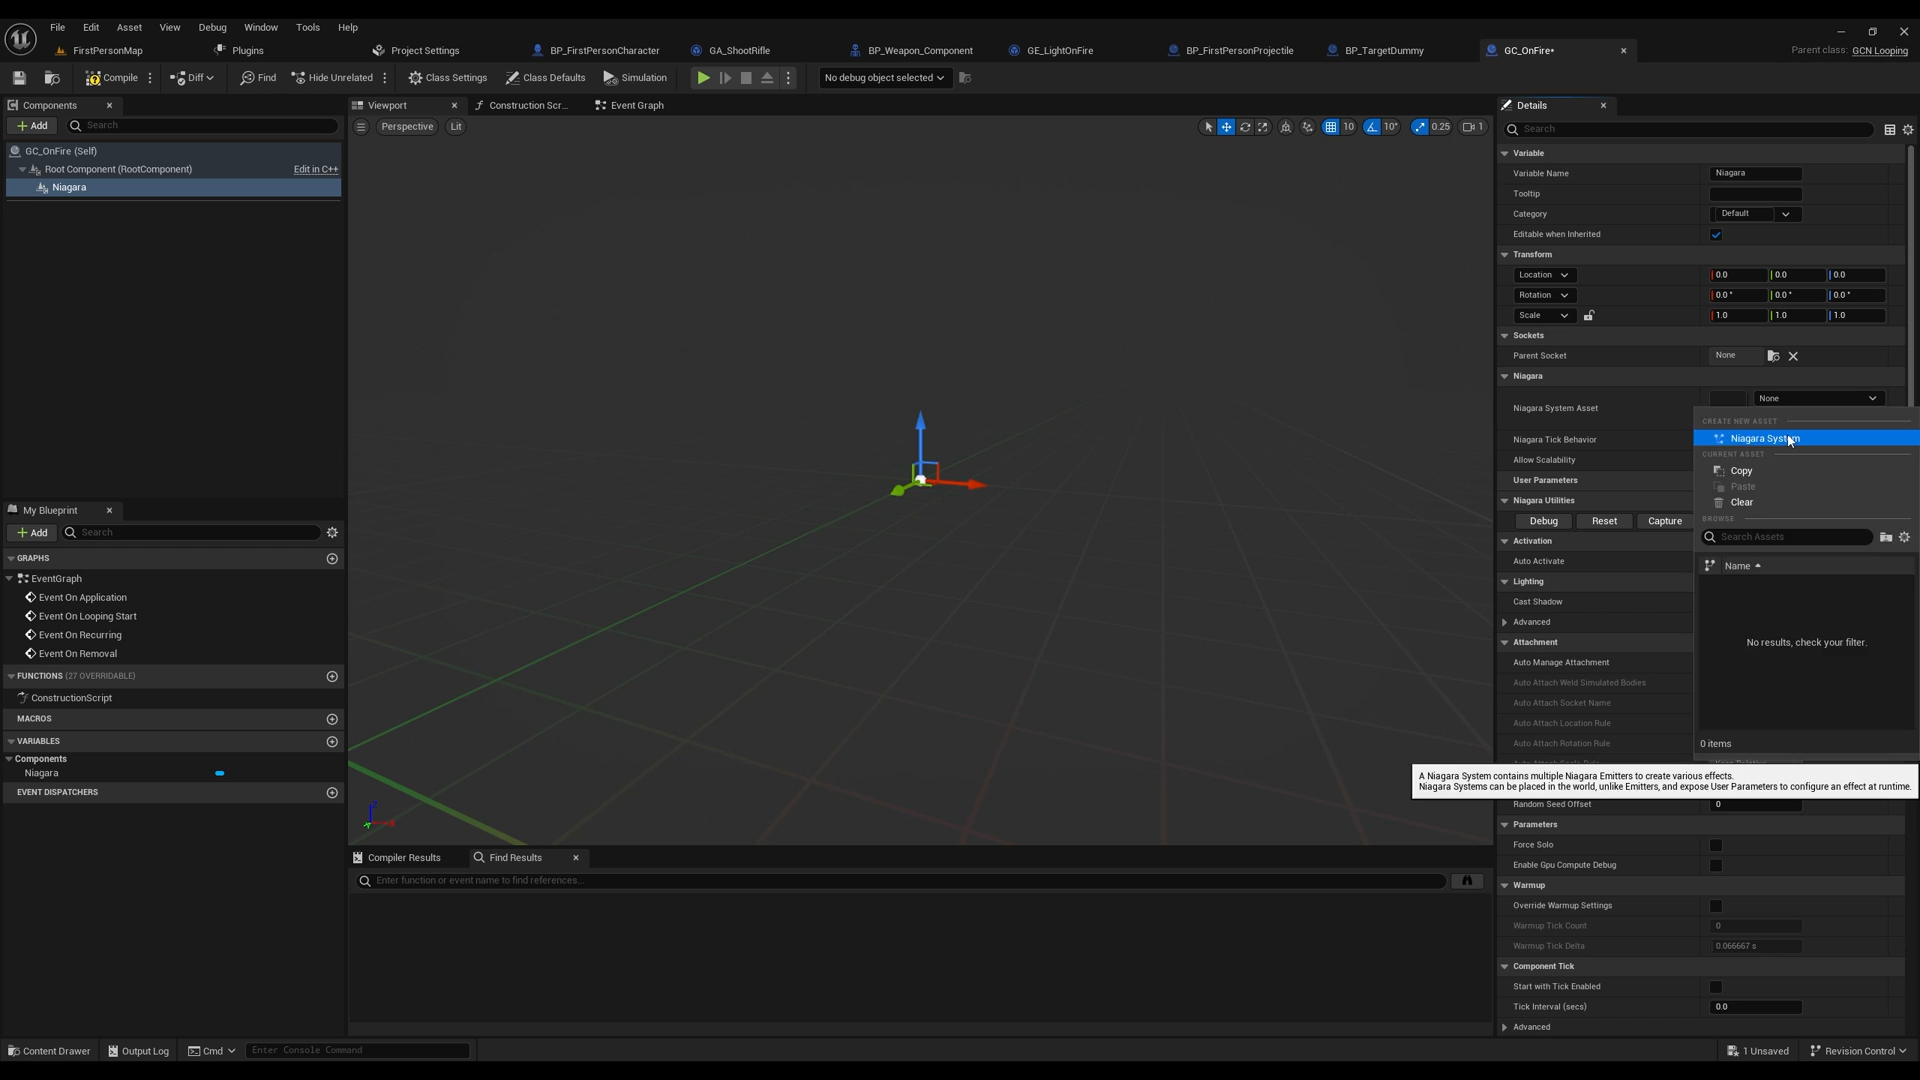 File Edit Asset View Debug Window Tools Help
FirstPersonMap Plugins Project Settings BP_FirstPersonCharacter GA_ShootRifle BP_Weapon_Component GE_LightOnFire BP_FirstPersonProjectile BP_TargetDummy GC_OnFire* Parent class: GCN Looping
Compile Diff Find Hide Unrelated Class Settings Class Defaults Simulation No debug object selected
Components Viewport Construction Scr... Event Graph Details
Add Search
Perspective Lit 10 10° 0.25 1
Search
GC_OnFire (Self)
Root Component (RootComponent) Edit in C++
Niagara
Variable
Variable Name Niagara
Tooltip
Category Default
Editable when Inherited
Transform
Location 0.0 0.0 0.0
Rotation 0.0 ° 0.0 ° 0.0 °
Scale 1.0 1.0 1.0
Sockets
Parent Socket None
Niagara
Niagara System Asset None
CREATE NEW ASSET
Niagara System
CURRENT ASSET
Copy
Paste
Clear
BROWSE
Search Assets
Name
No results, check your filter.
0 items
Niagara Tick Behavior
Allow Scalability
User Parameters
Niagara Utilities
Debug Reset Capture
Activation
Auto Activate
Lighting
Cast Shadow
Advanced
Attachment
Auto Manage Attachment
Auto Attach Weld Simulated Bodies
Auto Attach Socket Name
Auto Attach Location Rule
Auto Attach Rotation Rule
A Niagara System contains multiple Niagara Emitters to create various effects.
Niagara Systems can be placed in the world, unlike Emitters, and expose User Parameters to configure an effect at runtime.
Random Seed Offset 0
Parameters
Force Solo
Enable Gpu Compute Debug
Warmup
Override Warmup Settings
Warmup Tick Count 0
Warmup Tick Delta 0.066667 s
Component Tick
Start with Tick Enabled
Tick Interval (secs) 0.0
Advanced
My Blueprint
Add Search
GRAPHS
EventGraph
Event On Application
Event On Looping Start
Event On Recurring
Event On Removal
FUNCTIONS (27 OVERRIDABLE)
ConstructionScript
MACROS
VARIABLES
Components
Niagara
EVENT DISPATCHERS
Compiler Results Find Results
Enter function or event name to find references...
Content Drawer Output Log Cmd Enter Console Command 1 Unsaved Revision Control